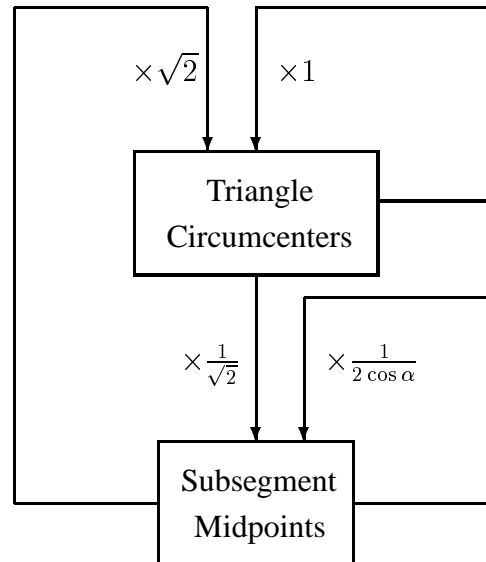 ×√2
×1
Triangle
Circumcenters
×1/√2
×1/(2 cos α)
Subsegment
Midpoints